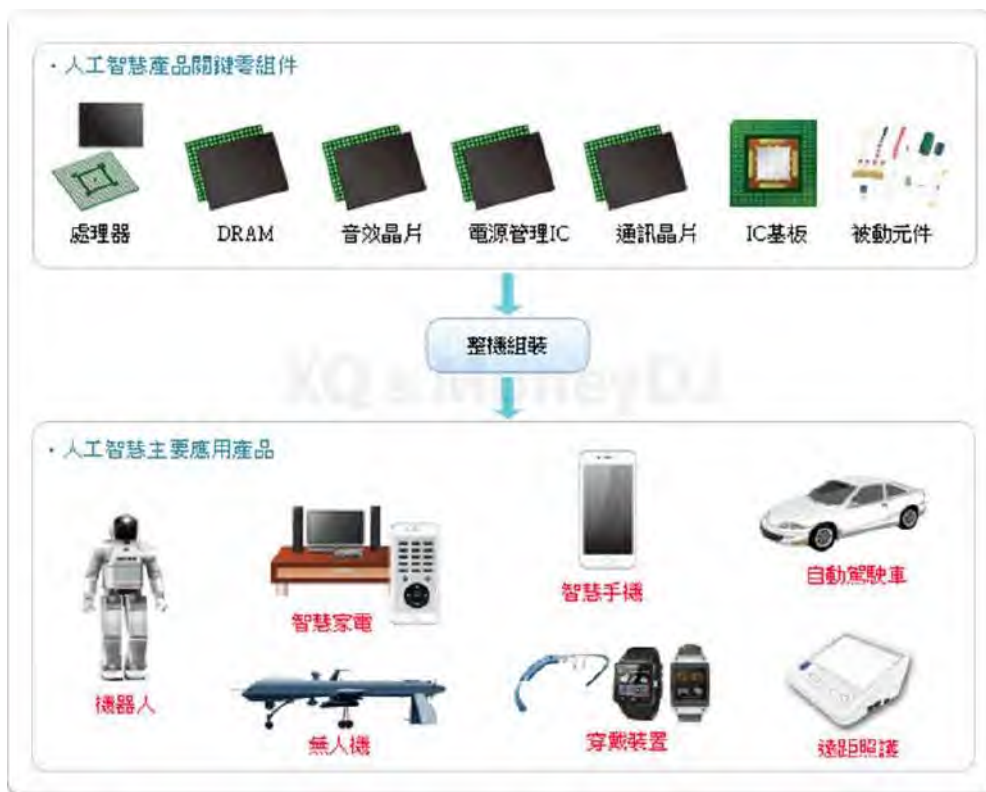 ・人工智慧產品關鍵零組件
處理器
DRAM
音效晶片
電源管理IC
通訊晶片
IC基板
被動元件
整機組裝
XQ a MoneyDJ
・人工智慧主要應用產品
機器人
智慧家電
智慧手機
自動駕駛車
無人機
穿戴裝置
遠距照護